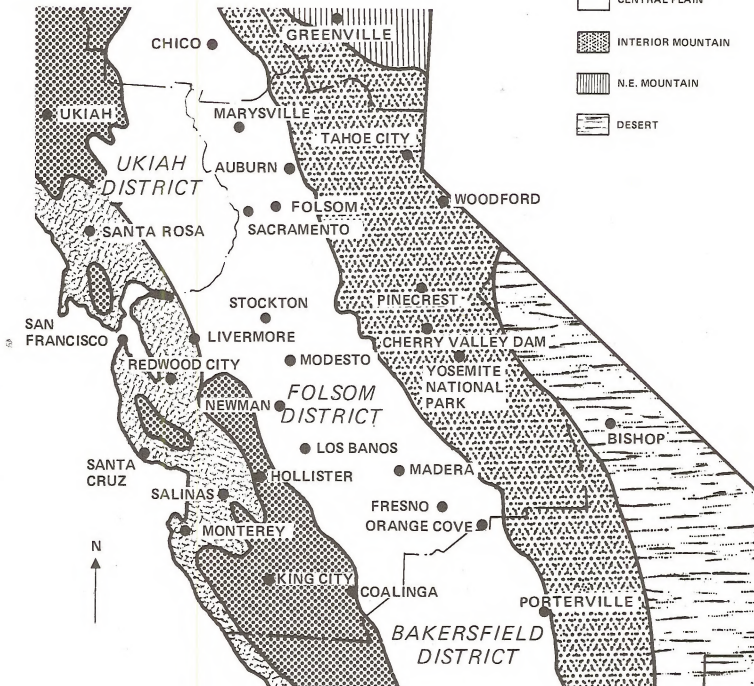 CENTRAL PLAIN
INTERIOR MOUNTAIN
N.E. MOUNTAIN
DESERT
CHICO
GREENVILLE
UKIAH
MARYSVILLE
TAHOE CITY
UKIAH
DISTRICT
AUBURN
WOODFORD
FOLSOM
SACRAMENTO
SANTA ROSA
PINECREST
STOCKTON
SAN
FRANCISCO
LIVERMORE
CHERRY VALLEY DAM
REDWOOD CITY
MODESTO
YOSEMITE
NATIONAL
PARK
NEWMAN
FOLSOM
DISTRICT
BISHOP
LOS BANOS
SANTA
CRUZ
HOLLISTER
MADERA
SALINAS
FRESNO
ORANGE COVE
MONTEREY
N
KING CITY
COALINGA
PORTERVILLE
BAKERSFIELD
DISTRICT